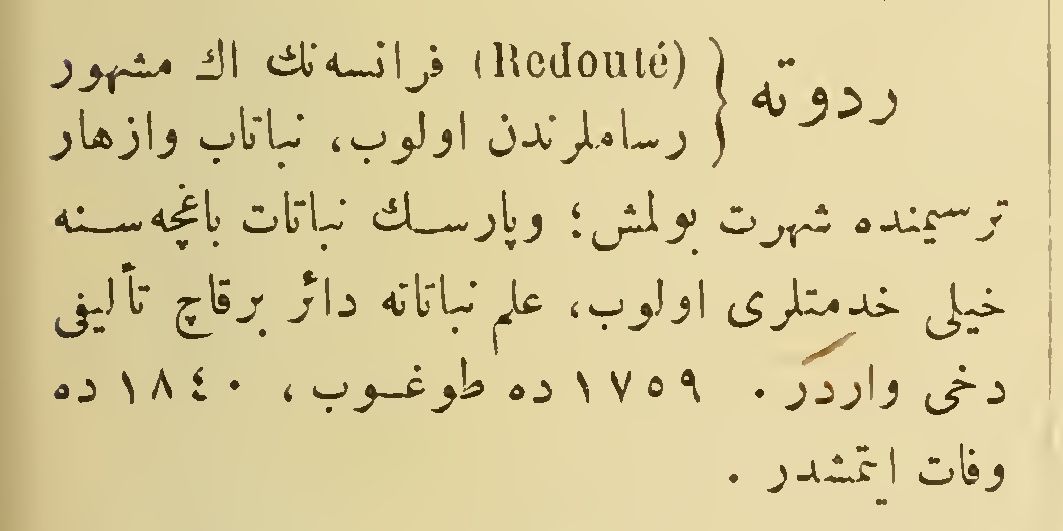 ردوته { (Redouté) فرانسه‌نك اك مشهور
رساملرندن اولوب، نباتاب وازهار
ترسیمنده شهرت بولمش؛ وپارسك نباتات باغچه‌سنه
خیلی خدمتلری اولوب، علم نباتاته دائر برقاچ تألیفی
دخی واردر. ١٧٥٩ ده طوغوب، ١٨٤٠ ده
وفات ایتمشدر.